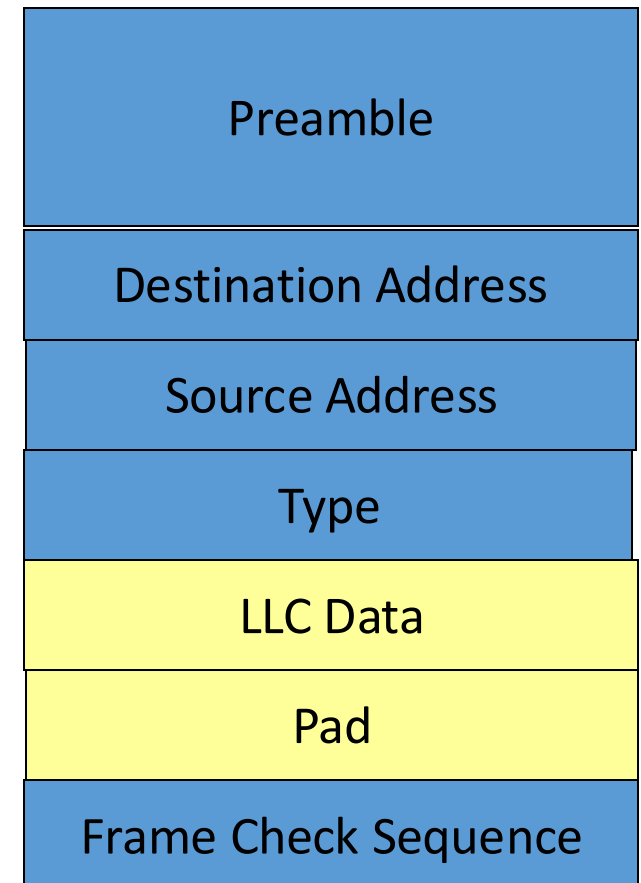 Preamble
Destination Address
Source Address
Type
LLC Data
Pad
Frame Check Sequence